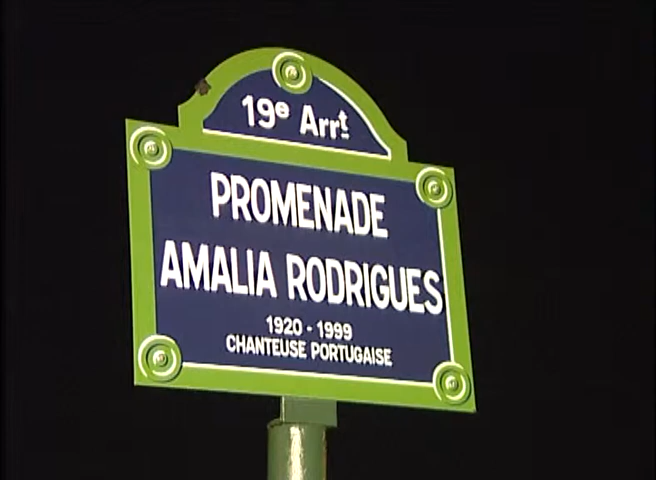 19e Arrt
PROMENADE
AMALIA RODRIGUES
1920 - 1999
CHANTEUSE PORTUGAISE